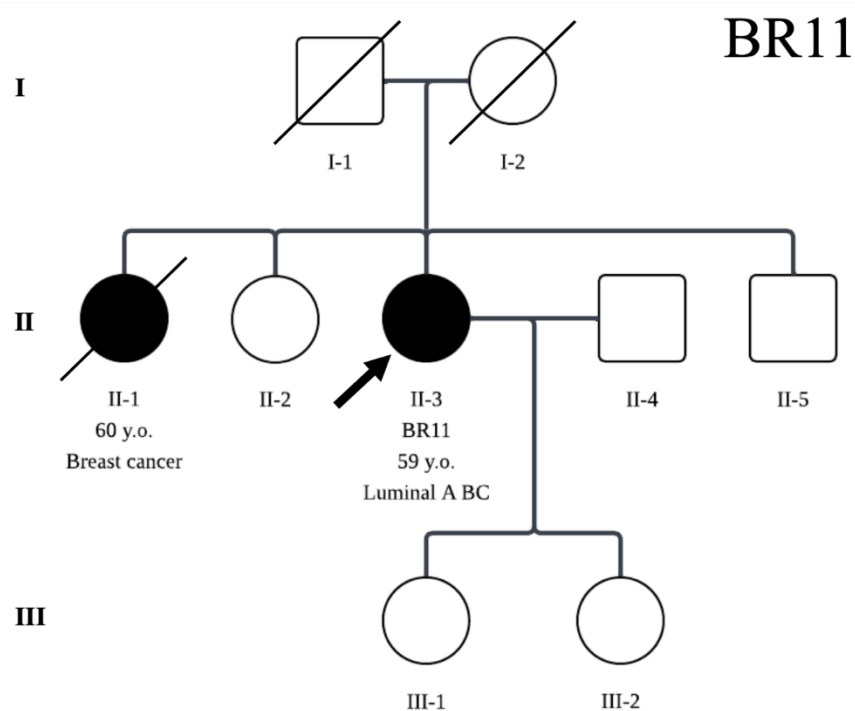 BR11
I
I-1
I-2
II
II-1
60 y.o.
Breast cancer
II-2
II-3
BR11
59 y.o.
Luminal A BC
II-4
II-5
III
III-1
III-2